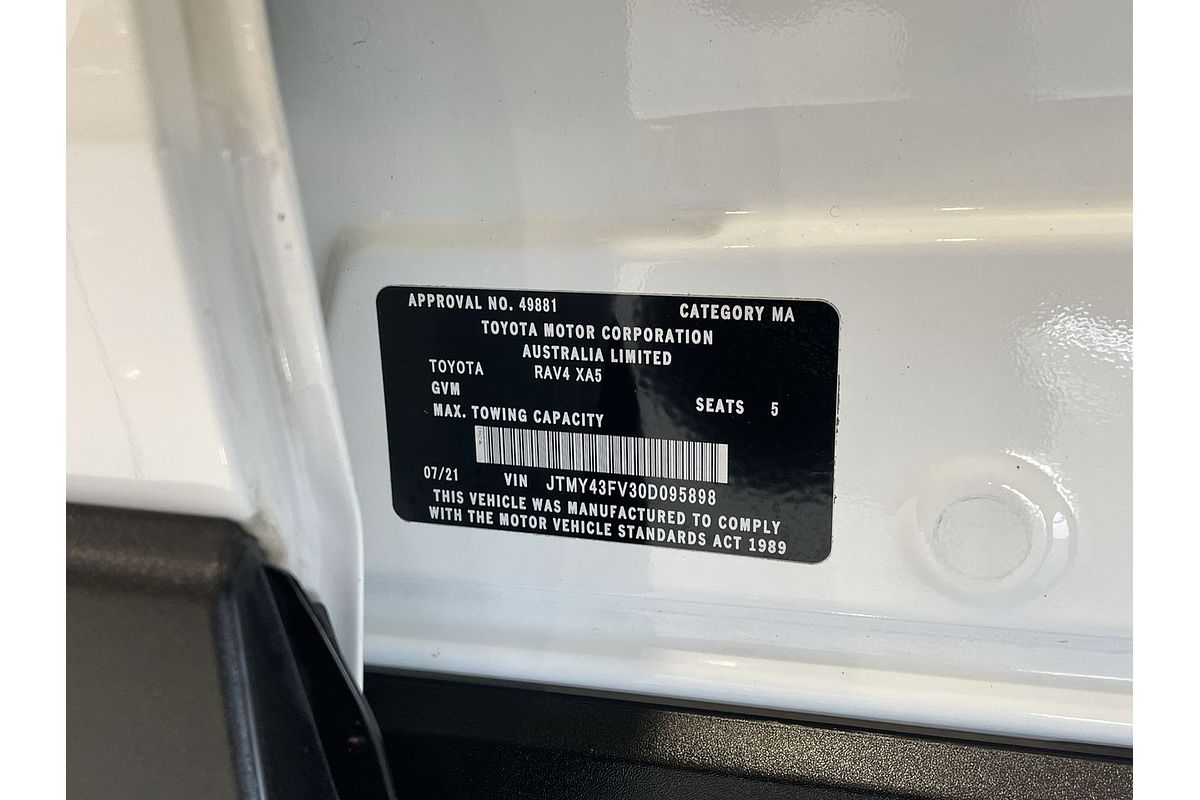 APPROVAL NO. 49881 CATEGORY MA
TOYOTA MOTOR CORPORATION
AUSTRALIA LIMITED
TOYOTA RAV4 XA5
GVM
SEATS 5
MAX. TOWING CAPACITY
07/21 VIN JTMY43FV30D095898
THIS VEHICLE WAS MANUFACTURED TO COMPLY
WITH THE MOTOR VEHICLE STANDARDS ACT 1989